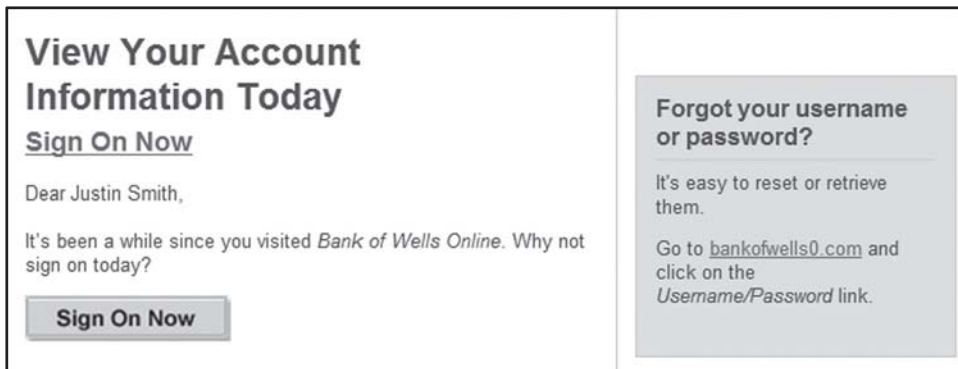 View Your Account
Information Today
Sign On Now
Dear Justin Smith,
It's been a while since you visited Bank of Wells Online. Why not
sign on today?
Sign On Now
Forgot your username
or password?
It's easy to reset or retrieve
them.
Go to bankofwells0.com and
click on the
Username/Password link.